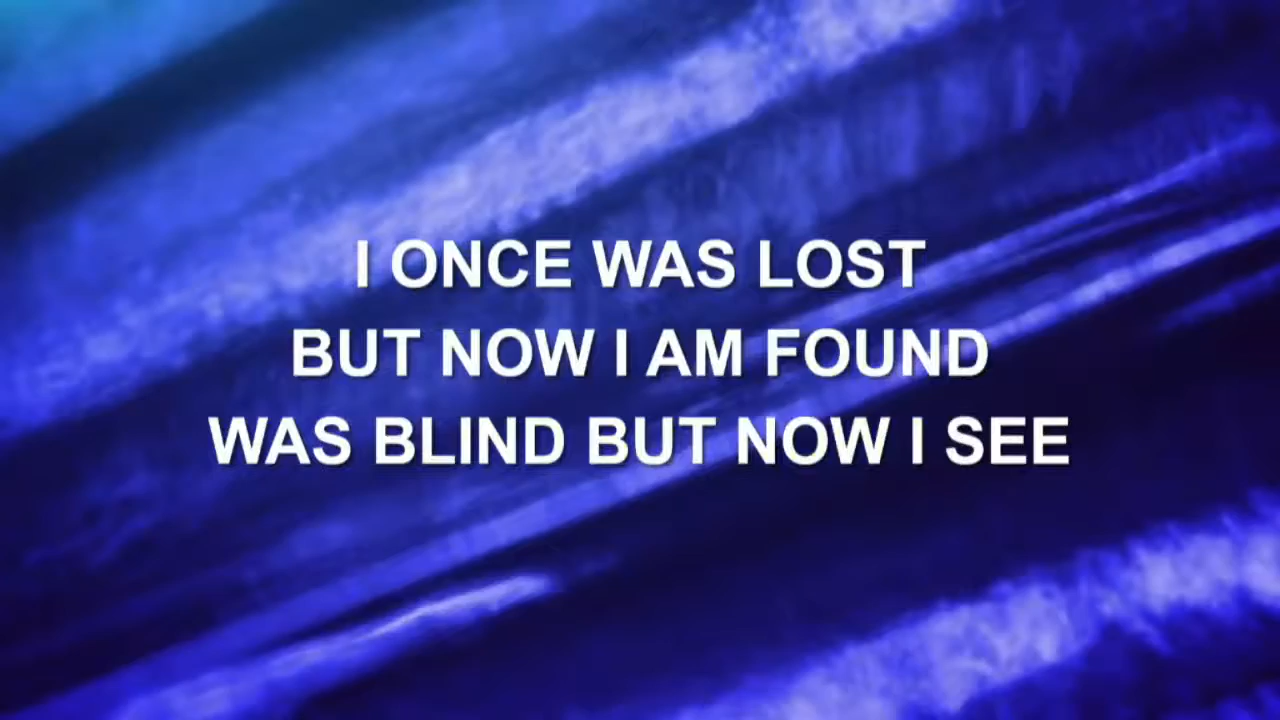 I ONCE WAS LOST
BUT NOW I AM FOUND
WAS BLIND BUT NOW I SEE